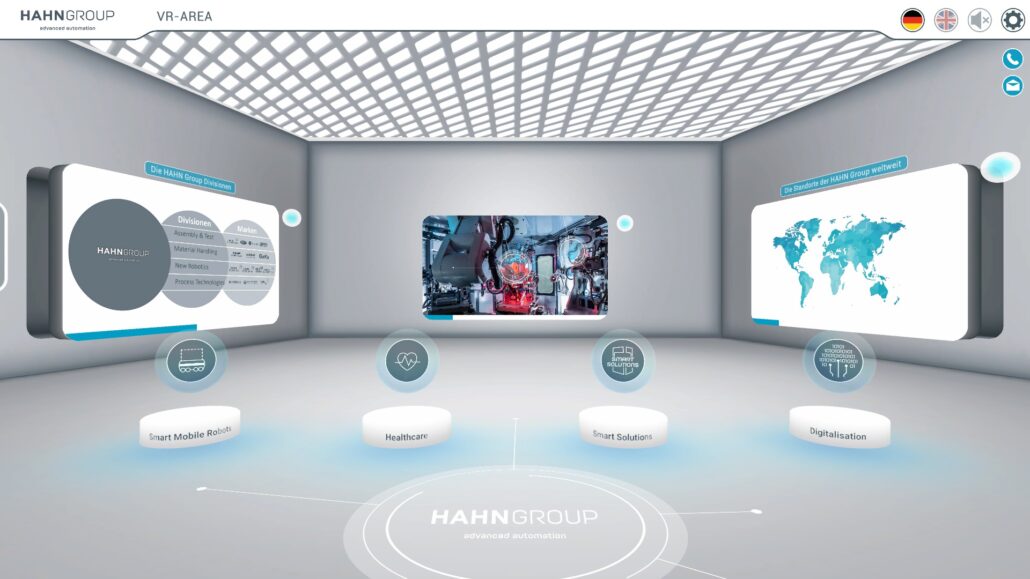 HAHNGROUP
advanced automation
VR-AREA
Die HAHN Group Divisionen
HAHNGROUP
advanced automation
Divisionen
Assembly & Test
Material Handling
New Robotics
Process Technologies
Marken
Die Standorte der HAHN Group weltweit
SMART
SOLUTIONS
Smart Mobile Robots
Healthcare
Smart Solutions
Digitalisation
HAHNGROUP
advanced automation